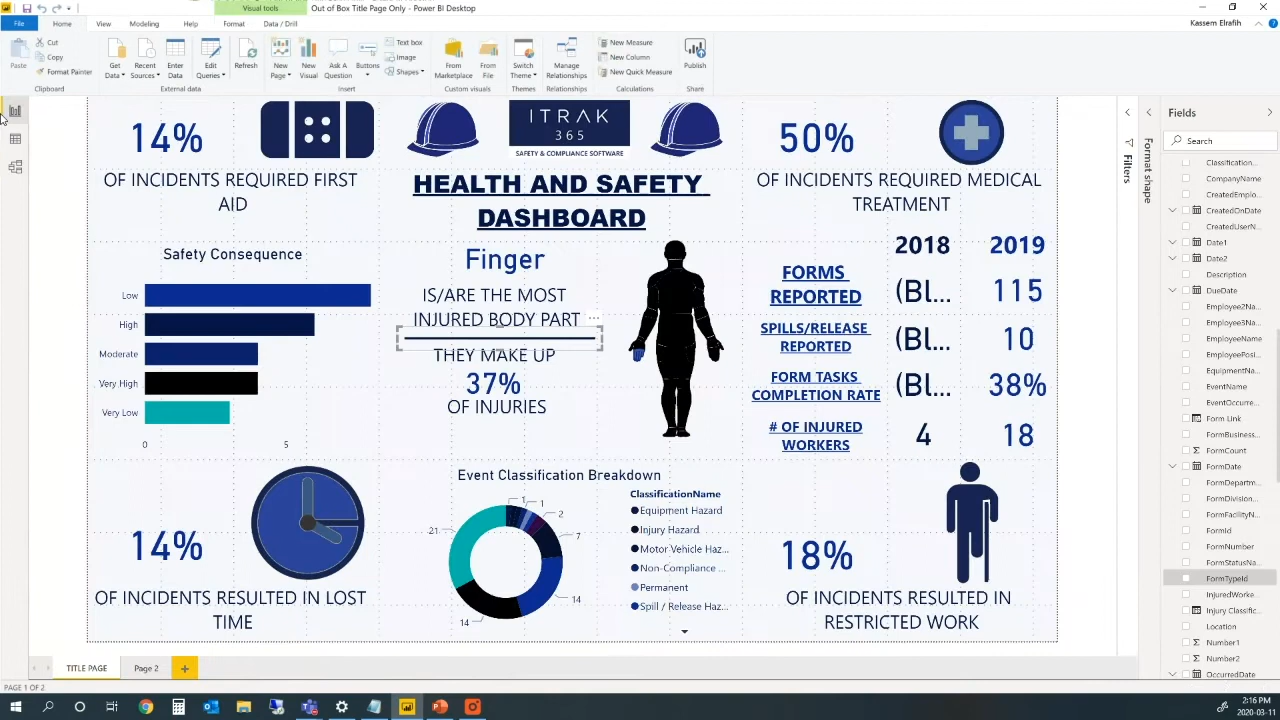 Visual tools
Out of Box Title Page Only - Power BI Desktop
File
Home
View
Modeling
Help
Format
Data / Drill
Kassem Elrafih
Paste
Cut
Copy
Format Painter
Clipboard
Get Data
Recent Sources
Enter Data
Edit Queries
Refresh
External data
New Page
New Visual
Ask A Question
Buttons
Text box
Image
Shapes
Insert
From Marketplace
From File
Custom visuals
Switch Theme
Themes
Manage Relationships
Relationships
New Measure
New Column
New Quick Measure
Calculations
Publish
Share
14%
OF INCIDENTS REQUIRED FIRST
AID
ITRAK
365
SAFETY & COMPLIANCE SOFTWARE
HEALTH AND SAFETY
DASHBOARD
50%
OF INCIDENTS REQUIRED MEDICAL
TREATMENT
Safety Consequence
Low
High
Moderate
Very High
Very Low
0
5
Finger
IS/ARE THE MOST
INJURED BODY PART
THEY MAKE UP
37%
OF INJURIES
2018 2019
FORMS
REPORTED
(Bl... 115
SPILLS/RELEASE
REPORTED
(Bl... 10
FORM TASKS
COMPLETION RATE
(Bl... 38%
# OF INJURED
WORKERS
4 18
14%
OF INCIDENTS RESULTED IN LOST
TIME
Event Classification Breakdown
1
1
2
7
14
14
21
ClassificationName
Equipment Hazard
Injury Hazard
Motor Vehicle Haz...
Non-Compliance ...
Permanent
Spill / Release Haz...
18%
OF INCIDENTS RESULTED IN
RESTRICTED WORK
Filters
Format shape
Fields
Search
Classification...
CompanyName
CreatedEmplo...
CreatedOnDate
CreatedUserN...
Date1
Date2
Description
DueDate
Employee2Na...
Employee3Na...
EmployeeName
EmployeePosi...
EquipmentNo...
EventName
EventOccurre...
Form Link
FormBusiness...
FormCount
FormDate
FormDepartm...
FormDivision...
FormFacilityN...
FormId
FormNumber
FormStatusNa...
FormTypeId
InjuredWorke...
Injury Classific...
Location
Number1
Number2
OccurredDate
TITLE PAGE
Page 2
PAGE 1 OF 2
2:16 PM
2020-03-11